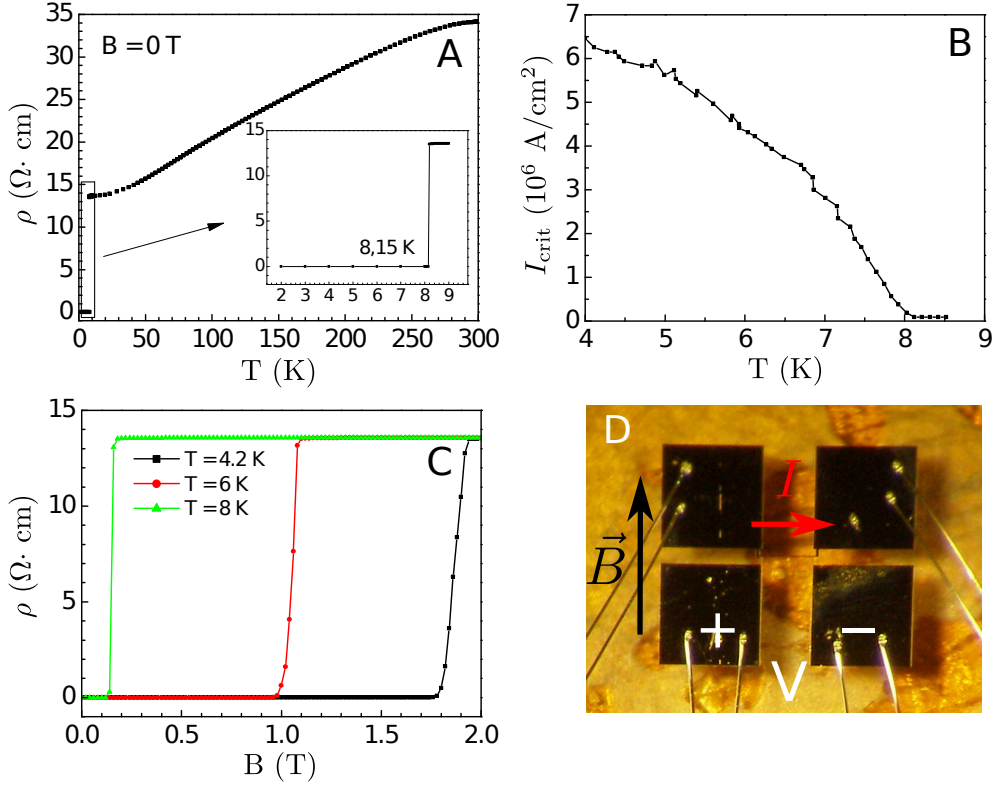 A
B = 0 T
35
30
25
20
15
10
5
0
ρ (Ω· cm)
15
10
5
0
8,15 K
2 3 4 5 6 7 8 9
0 50 100 150 200 250 300
T (K)
B
7
6
5
4
3
2
1
0
I_crit (10^6 A/cm^2)
4 5 6 7 8 9
T (K)
C
15
10
5
0
ρ (Ω· cm)
T = 4.2 K
T = 6 K
T = 8 K
0.0 0.5 1.0 1.5 2.0
B (T)
D
I
B⃗
+ −
V